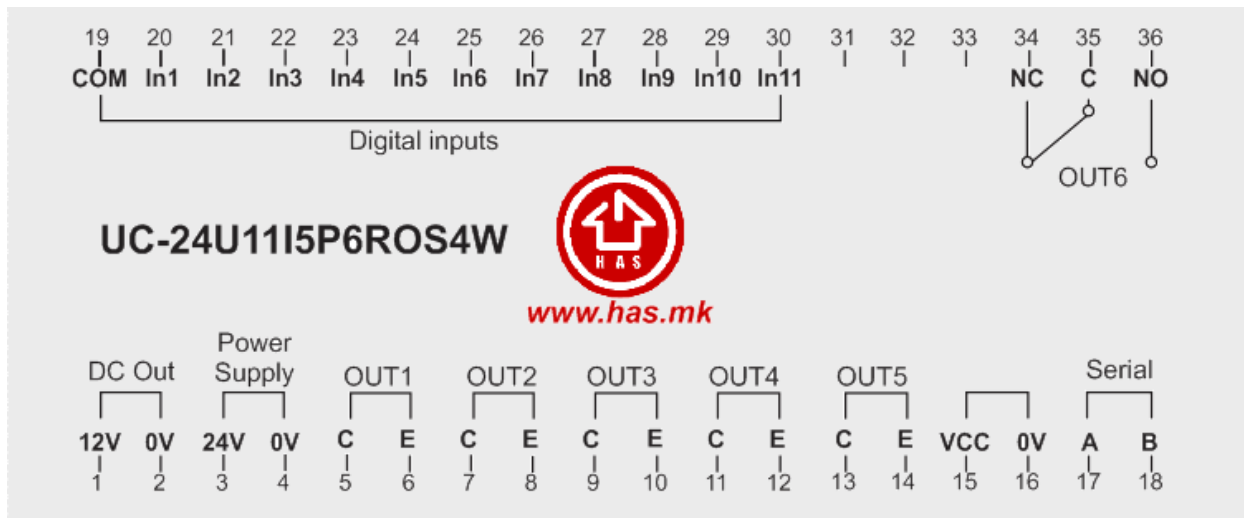 19 20 21 22 23 24 25 26 27 28 29 30 31 32 33 34 35 36
COM In1 In2 In3 In4 In5 In6 In7 In8 In9 In10 In11 NC C NO
Digital inputs
OUT6
UC-24U11I5P6ROS4W
HAS
www.has.mk
DC Out
Power
Supply
OUT1 OUT2 OUT3 OUT4 OUT5 Serial
12V 0V 24V 0V C E C E C E C E C E VCC 0V A B
1 2 3 4 5 6 7 8 9 10 11 12 13 14 15 16 17 18